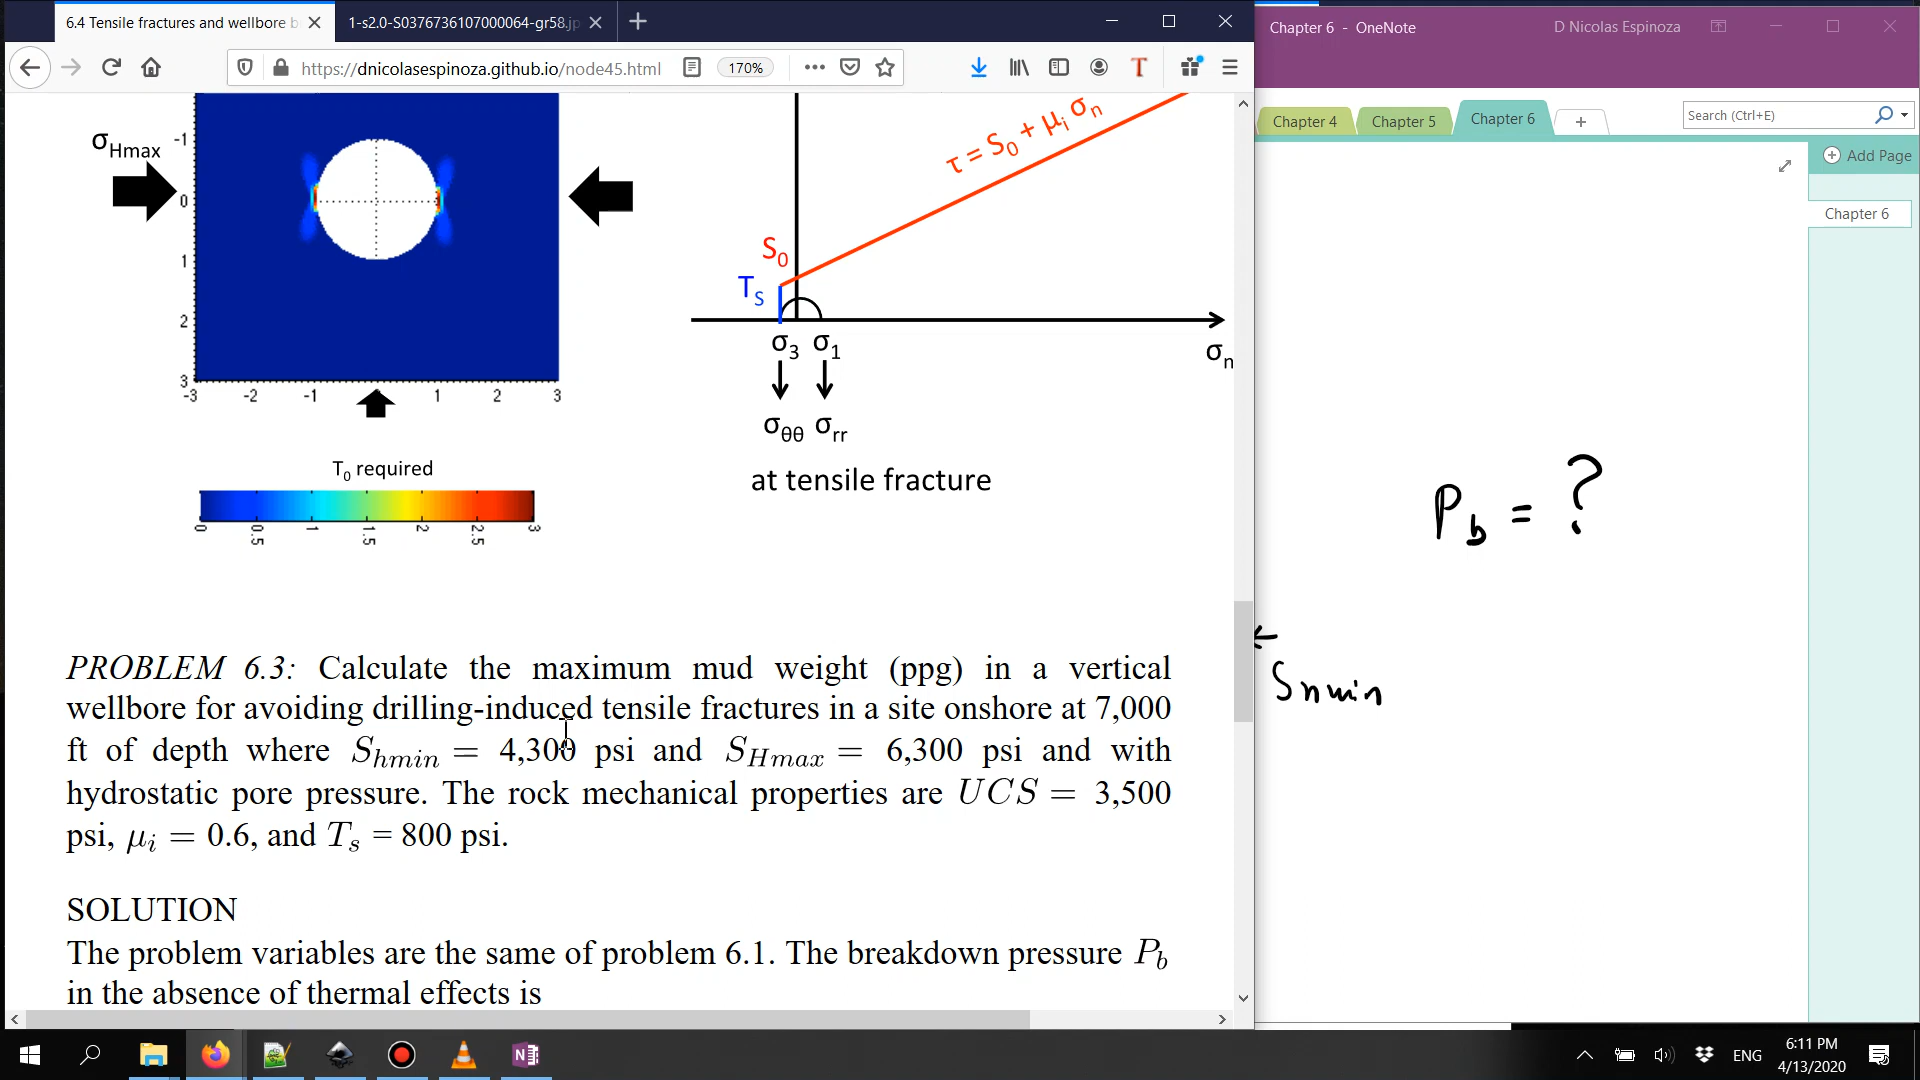 6.4 Tensile fractures and wellbore b
1-s2.0-S0376736107000064-gr58.jp
Chapter 6 - OneNote
D Nicolas Espinoza
https://dnicolasespinoza.github.io/node45.html
170%
Chapter 4
Chapter 5
Chapter 6
Search (Ctrl+E)
Add Page
Chapter 6
σHmax
-1
0
1
2
3
-3
-2
-1
1
2
3
T0 required
0
0.5
1
1.5
2
2.5
3
τ = S0 + μi σn
S0
Ts
σ3 σ1
σn
σθθ σrr
at tensile fracture
Pb = ?
Shmin
PROBLEM 6.3: Calculate the maximum mud weight (ppg) in a vertical
wellbore for avoiding drilling-induced tensile fractures in a site onshore at 7,000
ft of depth where Shmin = 4,300 psi and SHmax = 6,300 psi and with
hydrostatic pore pressure. The rock mechanical properties are UCS = 3,500
psi, μi = 0.6, and Ts = 800 psi.
SOLUTION
The problem variables are the same of problem 6.1. The breakdown pressure Pb
in the absence of thermal effects is
ENG
6:11 PM
4/13/2020